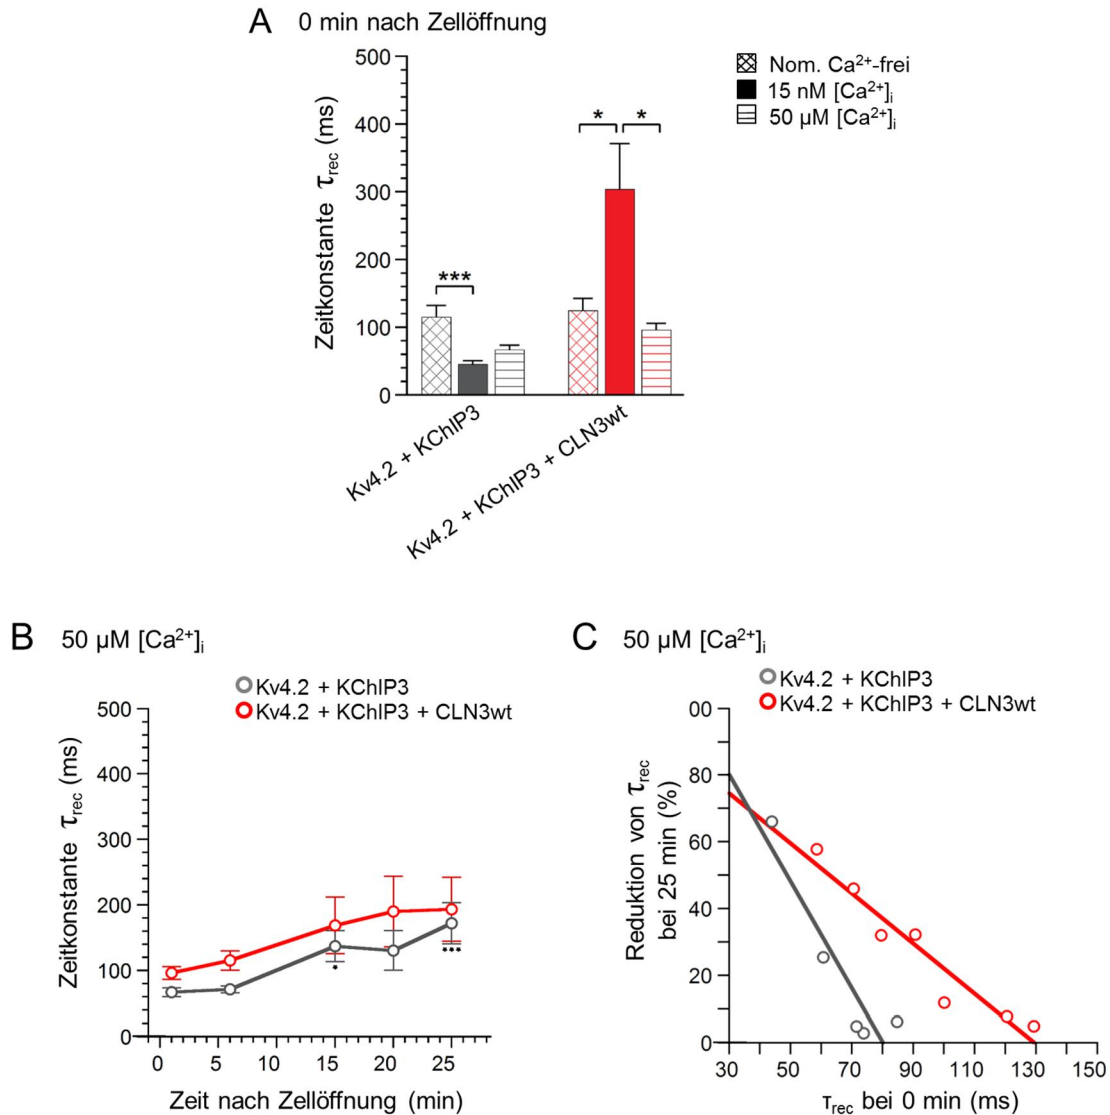 A 0 min nach Zellöffnung
Zeitkonstante τrec (ms)
500
400
300
200
100
0
***
*
*
Nom. Ca²⁺-frei
15 nM [Ca²⁺]i
50 µM [Ca²⁺]i
Kv4.2 + KChIP3
Kv4.2 + KChIP3 + CLN3wt
B 50 µM [Ca²⁺]i
Kv4.2 + KChIP3
Kv4.2 + KChIP3 + CLN3wt
Zeitkonstante τrec (ms)
500
400
300
200
100
0
*
***
0 5 10 15 20 25
Zeit nach Zellöffnung (min)
C 50 µM [Ca²⁺]i
Kv4.2 + KChIP3
Kv4.2 + KChIP3 + CLN3wt
Reduktion von τrec
bei 25 min (%)
00
80
60
40
20
0
30 50 70 90 110 130 150
τrec bei 0 min (ms)